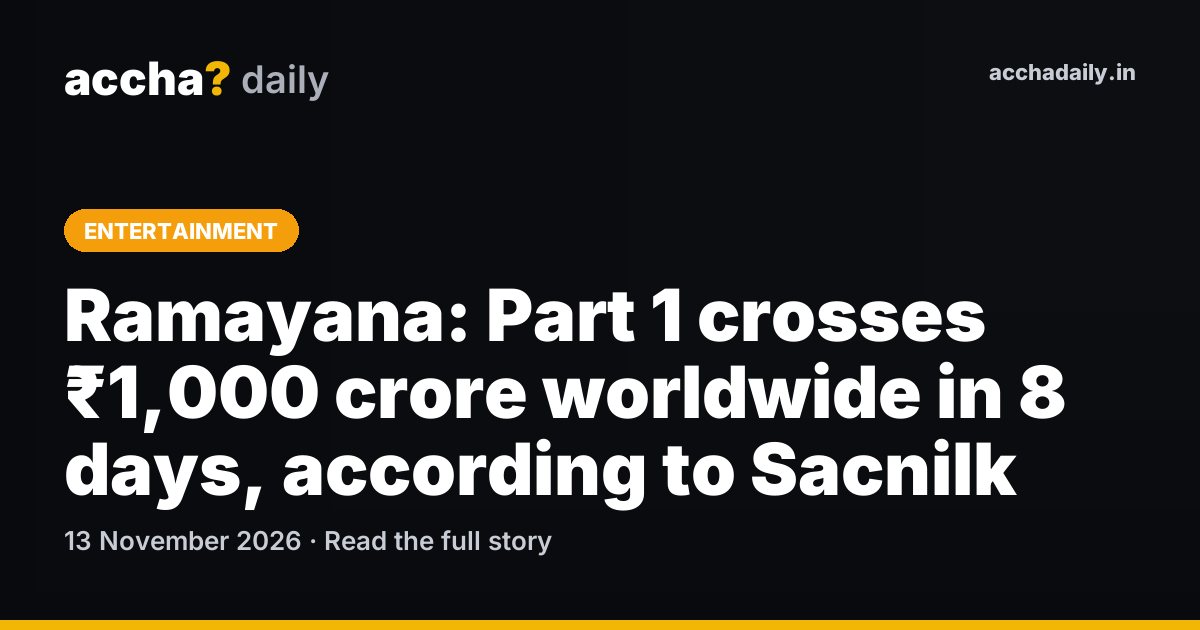 accha? daily
acchadaily.in
ENTERTAINMENT
Ramayana: Part 1 crosses
₹1,000 crore worldwide in 8
days, according to Sacnilk
13 November 2026 · Read the full story